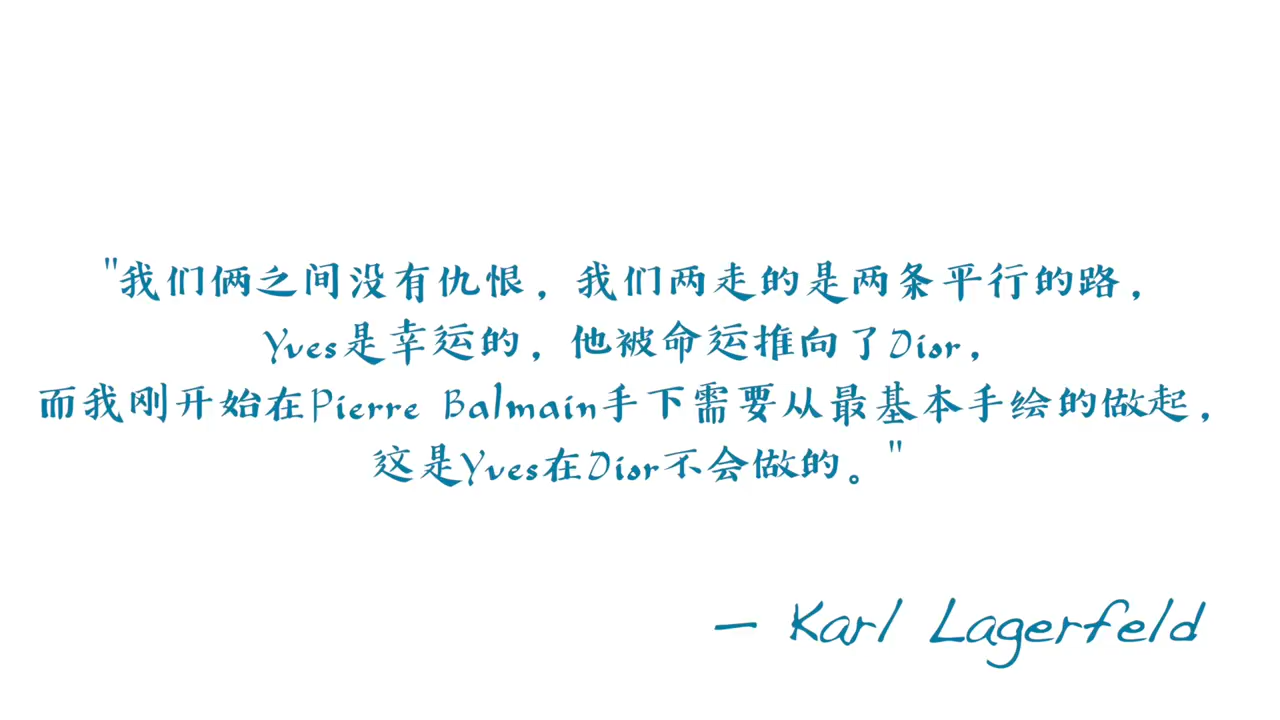 "我们俩之间没有仇恨，我们两走的是两条平行的路，
Yves是幸运的，他被命运推向了Dior，
而我刚开始在Pierre Balmain手下需要从最基本手绘的做起，
这是Yves在Dior不会做的。"
— Karl Lagerfeld